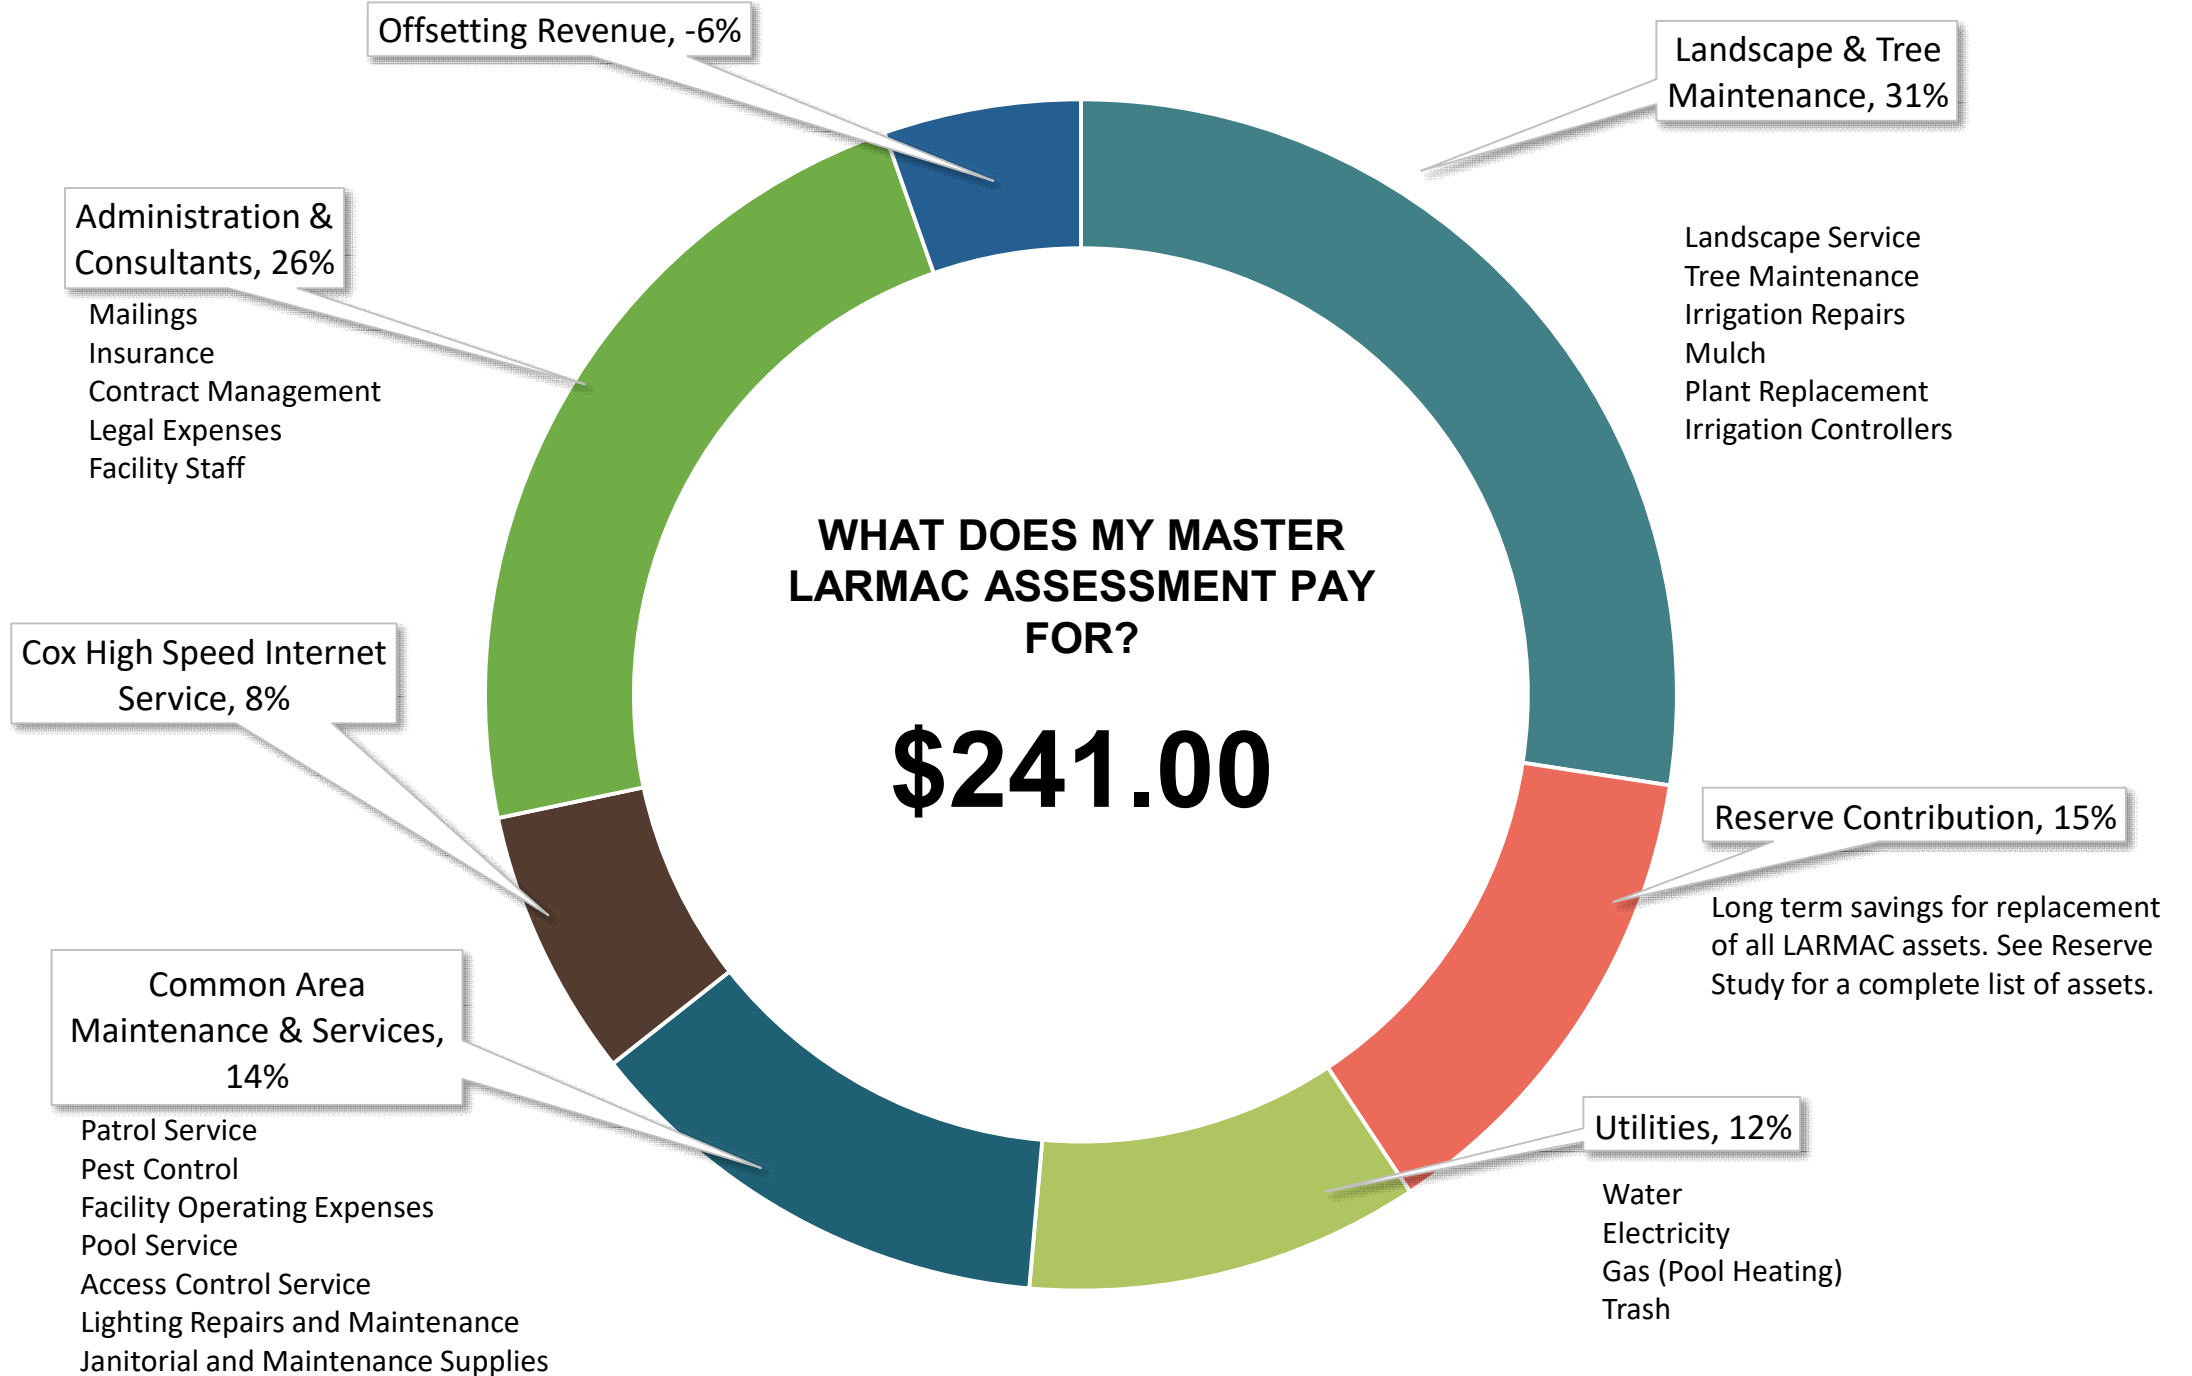 Offsetting Revenue, -6%
Landscape & Tree
Maintenance, 31%
Landscape Service
Tree Maintenance
Irrigation Repairs
Mulch
Plant Replacement
Irrigation Controllers
Administration &
Consultants, 26%
Mailings
Insurance
Contract Management
Legal Expenses
Facility Staff
WHAT DOES MY MASTER
LARMAC ASSESSMENT PAY
FOR?
$241.00
Cox High Speed Internet
Service, 8%
Reserve Contribution, 15%
Long term savings for replacement
of all LARMAC assets. See Reserve
Study for a complete list of assets.
Common Area
Maintenance & Services,
14%
Patrol Service
Pest Control
Facility Operating Expenses
Pool Service
Access Control Service
Lighting Repairs and Maintenance
Janitorial and Maintenance Supplies
Utilities, 12%
Water
Electricity
Gas (Pool Heating)
Trash